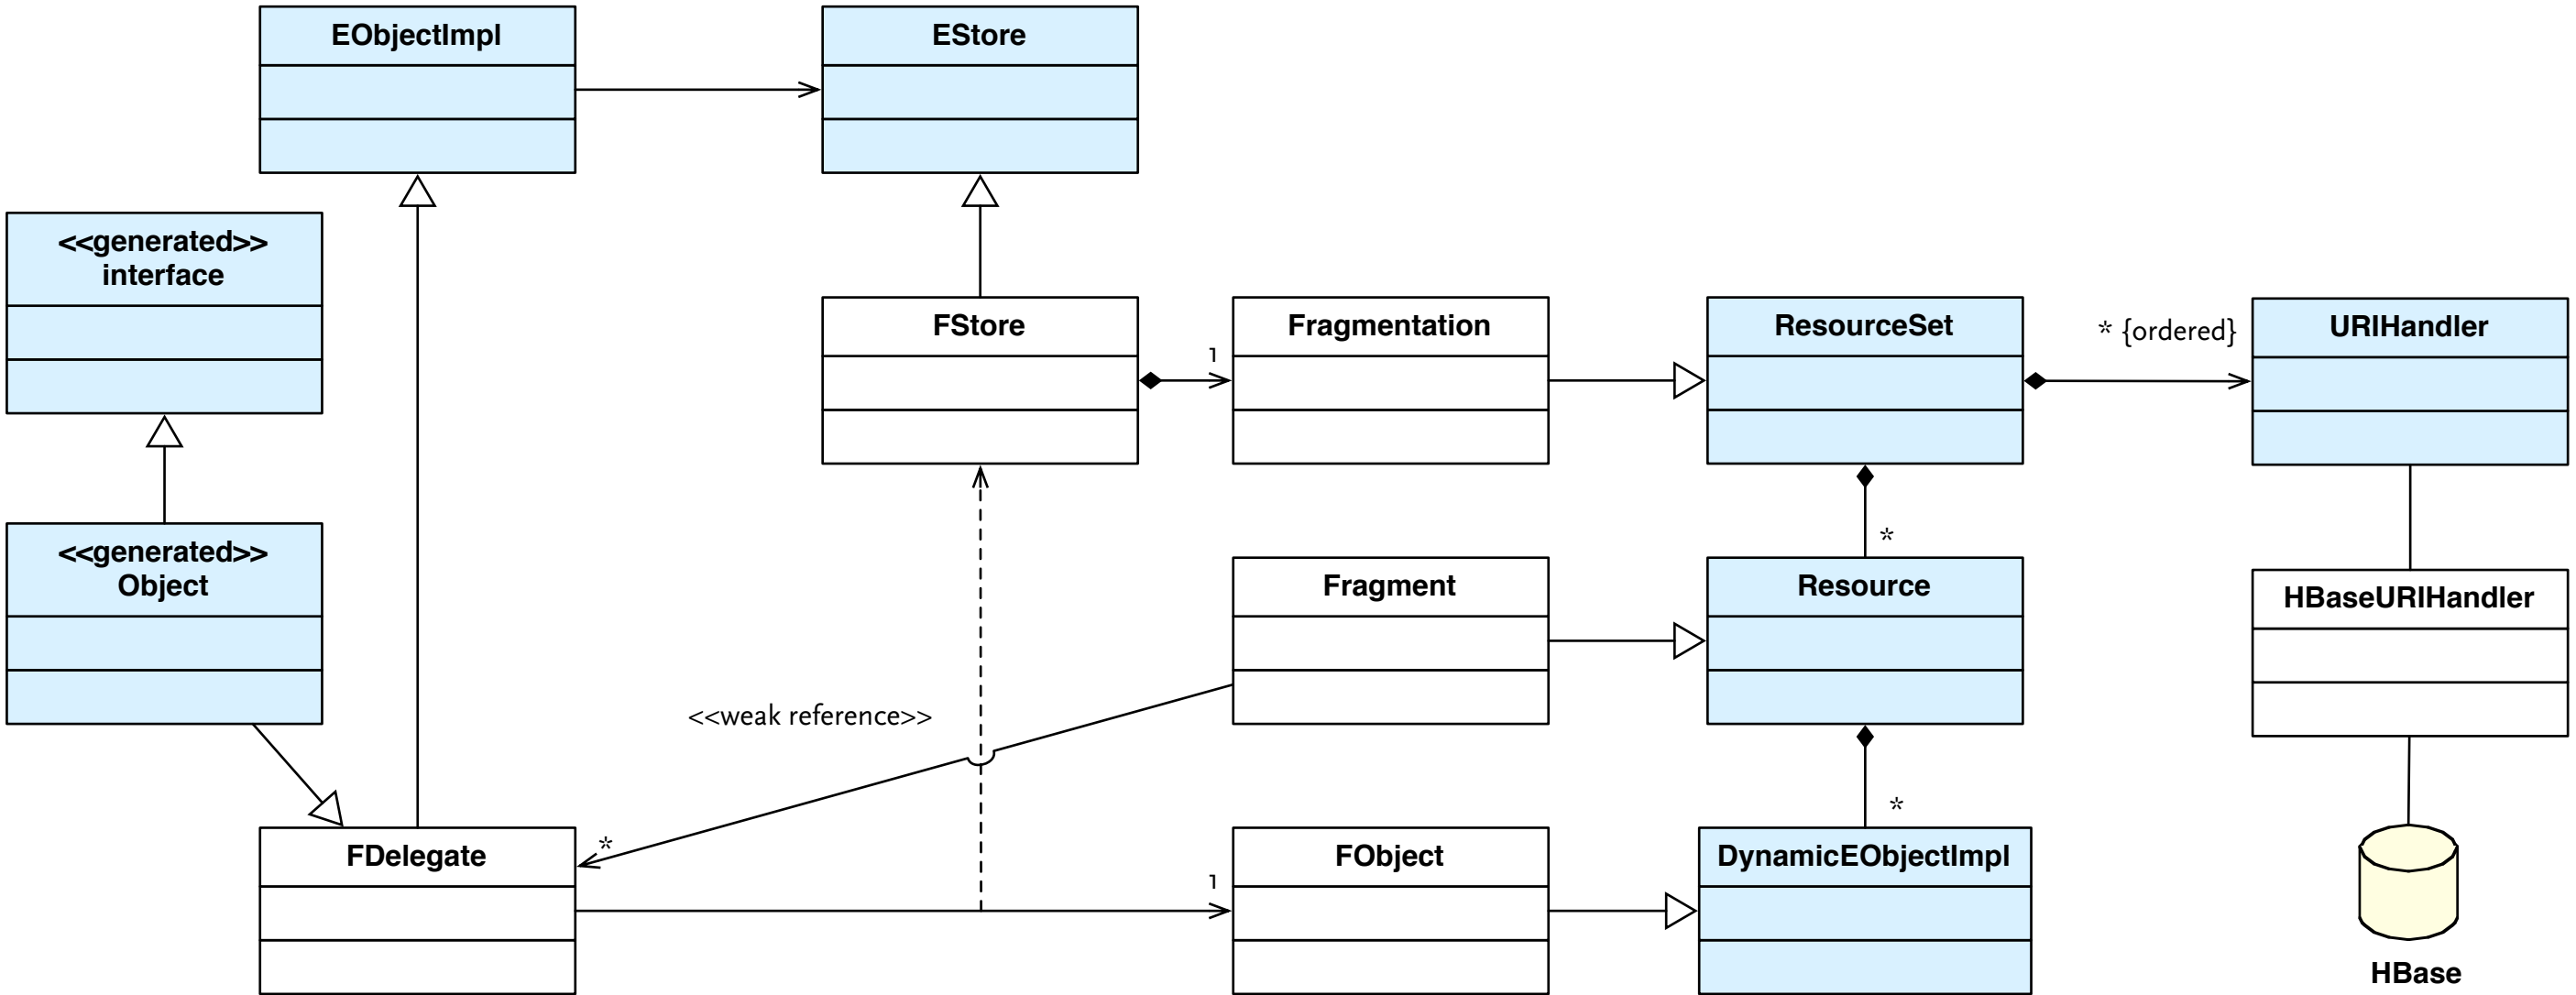 EObjectImpl
EStore
<<generated>>
interface
FStore
1
Fragmentation
ResourceSet
* {ordered}
URIHandler
<<generated>>
Object
*
Fragment
Resource
HBaseURIHandler
<<weak reference>>
*
*
FDelegate
1
FObject
DynamicEObjectImpl
HBase